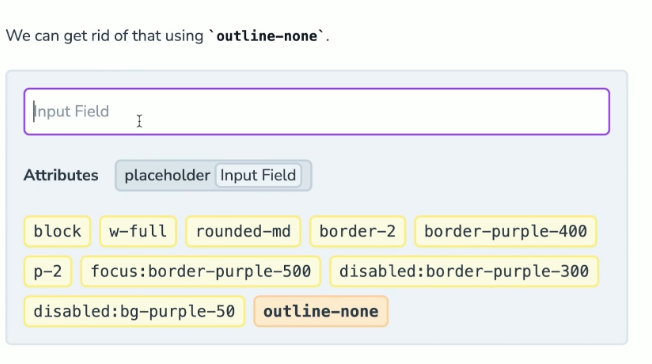 We can get rid of that using `outline-none`.
Input Field
Attributes placeholder Input Field
block w-full rounded-md border-2 border-purple-400
p-2 focus:border-purple-500 disabled:border-purple-300
disabled:bg-purple-50 outline-none